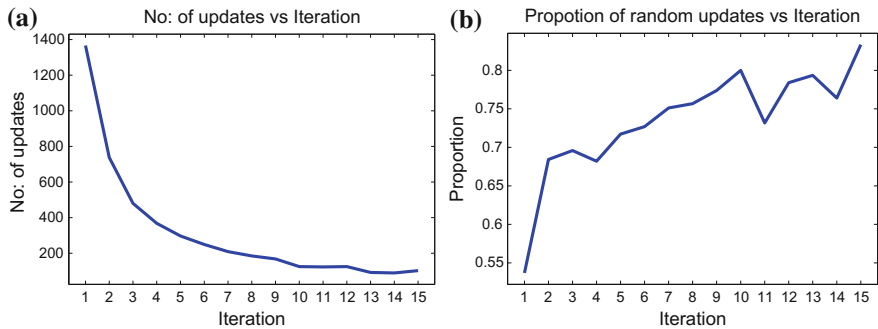 (a)
No: of updates vs Iteration
1400
1200
1000
800
600
400
200
No: of updates
1 2 3 4 5 6 7 8 9 10 11 12 13 14 15
Iteration
(b)
Propotion of random updates vs Iteration
0.8
0.75
0.7
0.65
0.6
0.55
Proportion
1 2 3 4 5 6 7 8 9 10 11 12 13 14 15
Iteration